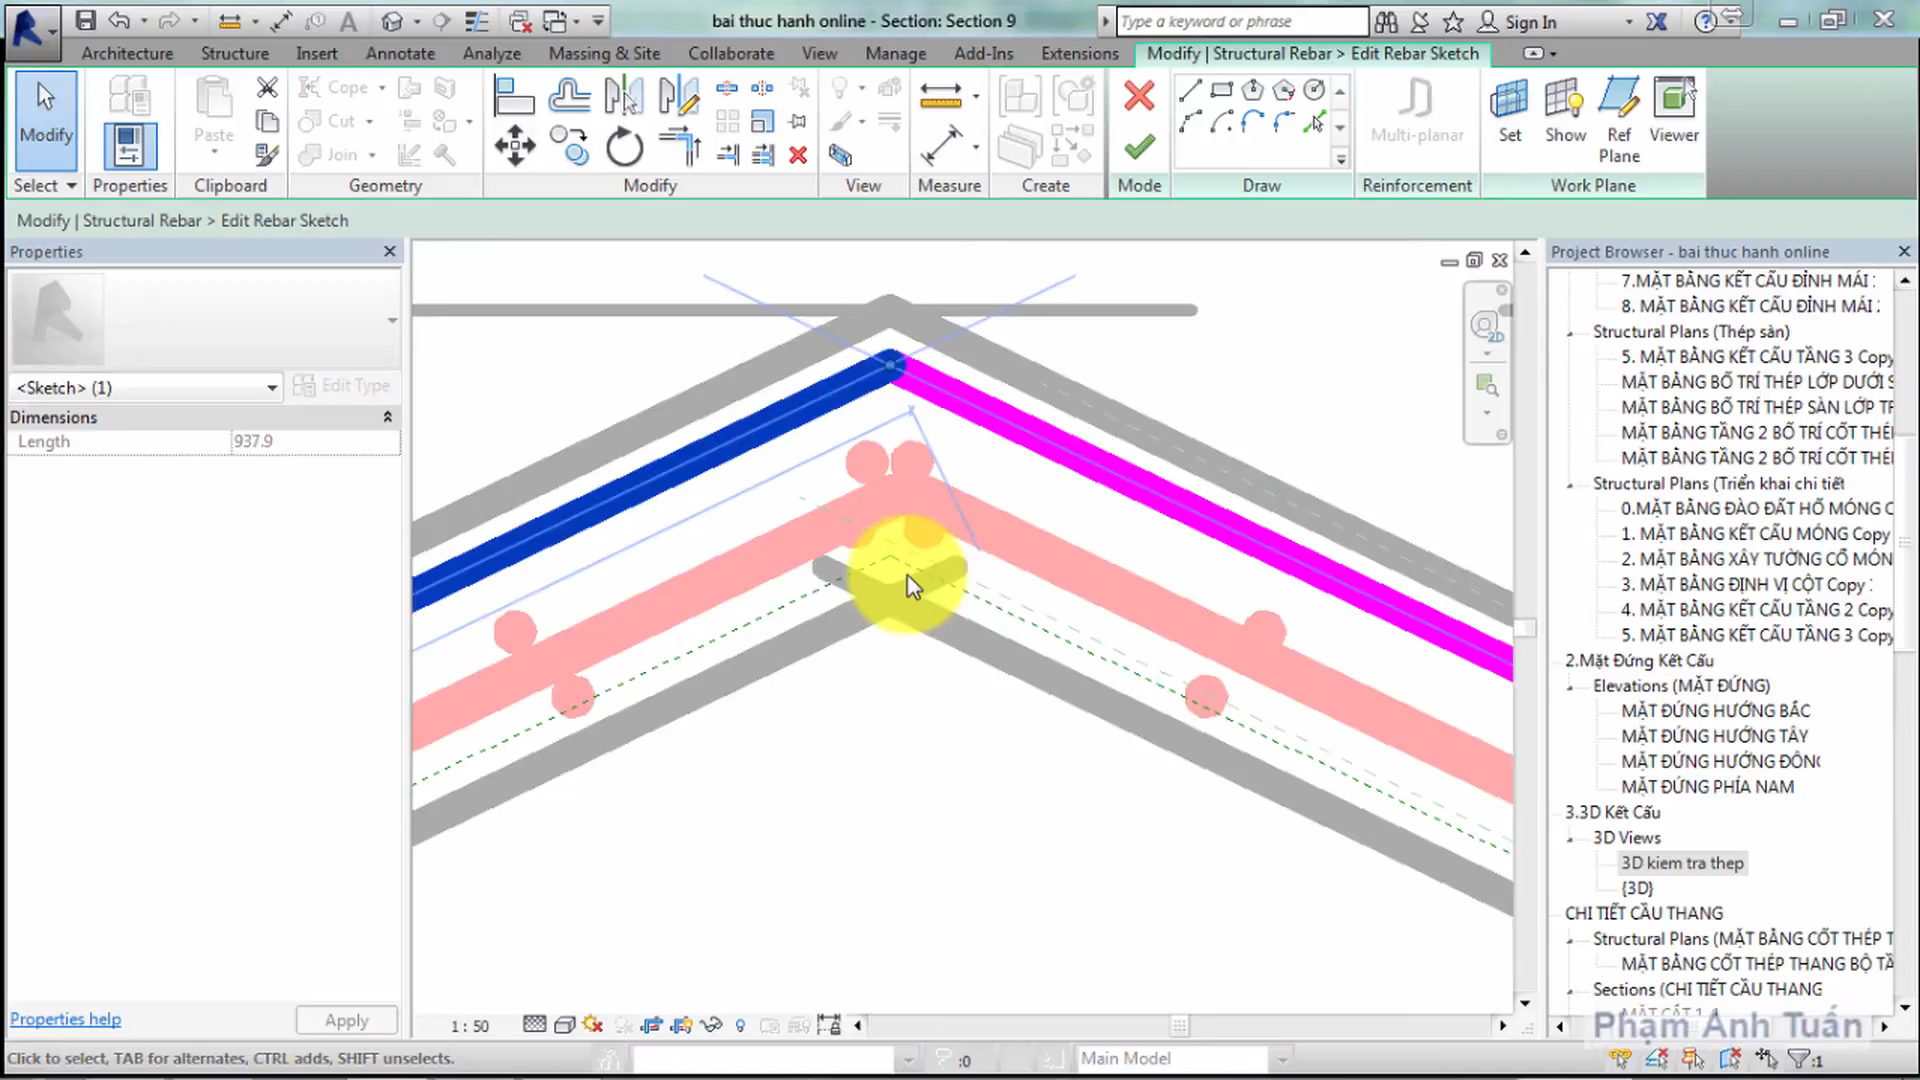 bai thuc hanh online - Section: Section 9
Type a keyword or phrase
Sign In
Architecture
Structure
Insert
Annotate
Analyze
Massing & Site
Collaborate
View
Manage
Add-Ins
Extensions
Modify | Structural Rebar > Edit Rebar Sketch
Modify
Paste
Cope
Cut
Join
Multi-planar
Set
Show
Ref
Plane
Viewer
Select
Properties
Clipboard
Geometry
Modify
View
Measure
Create
Mode
Draw
Reinforcement
Work Plane
Modify | Structural Rebar > Edit Rebar Sketch
Properties
<Sketch> (1)
Edit Type
Dimensions
Length
937.9
Properties help
Apply
2D
1 : 50
Project Browser - bai thuc hanh online
7.MẶT BẰNG KẾT CẤU ĐỈNH MÁI
8. MẶT BẰNG KẾT CẤU ĐỈNH MÁI
Structural Plans (Thép sàn)
5. MẶT BẰNG KẾT CẤU TẦNG 3 Copy
MẶT BẰNG BỐ TRÍ THÉP LỚP DƯỚI S
MẶT BẰNG BỐ TRÍ THÉP SÀN LỚP TF
MẶT BẰNG TẦNG 2 BỐ TRÍ CỐT THÉ
MẶT BẰNG TẦNG 2 BỐ TRÍ CỐT THÉ
Structural Plans (Triển khai chi tiết
0.MẶT BẰNG ĐÀO ĐẤT HỐ MÓNG C
1. MẶT BẰNG KẾT CẤU MÓNG Copy
2. MẶT BẰNG XÂY TƯỜNG CỔ MÓN
3. MẶT BẰNG ĐỊNH VỊ CỘT Copy
4. MẶT BẰNG KẾT CẤU TẦNG 2 Copy
5. MẶT BẰNG KẾT CẤU TẦNG 3 Copy
2.Mặt Đứng Kết Cấu
Elevations (MẶT ĐỨNG)
MẶT ĐỨNG HƯỚNG BẮC
MẶT ĐỨNG HƯỚNG TÂY
MẶT ĐỨNG HƯỚNG ĐÔNG
MẶT ĐỨNG PHÍA NAM
3.3D Kết Cấu
3D Views
3D kiem tra thep
{3D}
CHI TIẾT CẦU THANG
Structural Plans (MẶT BẰNG CỐT THÉP T
MẶT BẰNG CỐT THÉP THANG BỘ TẦ
Sections (CHI TIẾT CẦU THANG
Phạm Anh Tuấn
Click to select, TAB for alternates, CTRL adds, SHIFT unselects.
:0
Main Model
:1